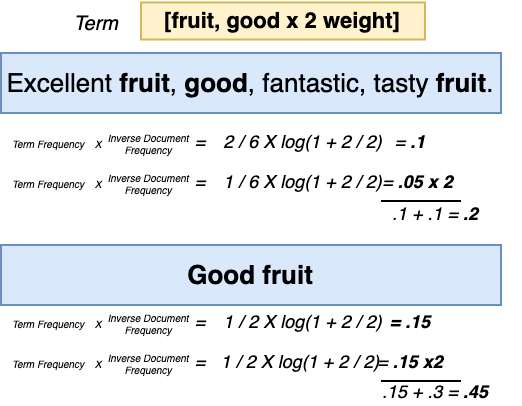 Term [fruit, good x 2 weight]
Excellent fruit, good, fantastic, tasty fruit.
Term Frequency x Inverse Document Frequency = 2 / 6 X log(1 + 2 / 2) = .1
Term Frequency x Inverse Document Frequency = 1 / 6 X log(1 + 2 / 2)= .05 x 2
.1 + .1 = .2
Good fruit
Term Frequency x Inverse Document Frequency = 1 / 2 X log(1 + 2 / 2) = .15
Term Frequency x Inverse Document Frequency = 1 / 2 X log(1 + 2 / 2)= .15 x2
.15 + .3 = .45